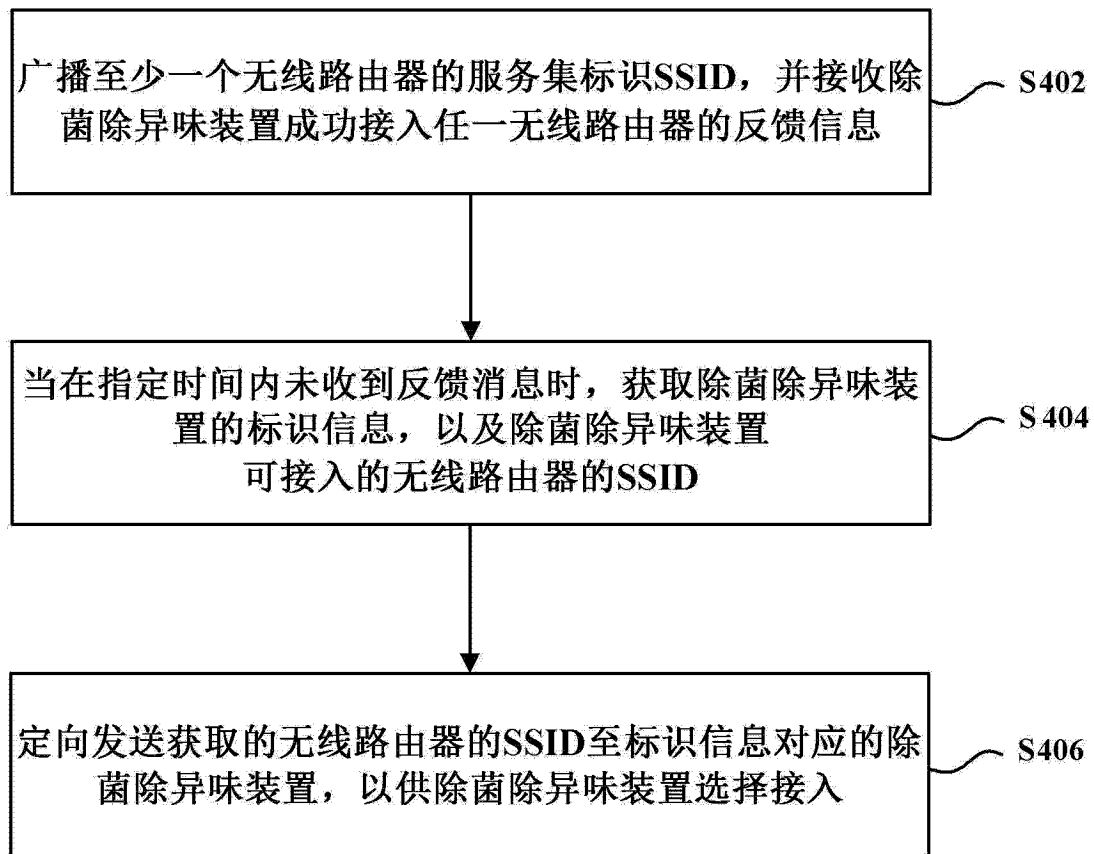 广播至少一个无线路由器的服务集标识SSID，并接收除
菌除异味装置成功接入任一无线路由器的反馈信息
S402
当在指定时间内未收到反馈消息时，获取除菌除异味装
置的标识信息，以及除菌除异味装置
可接入的无线路由器的SSID
S404
定向发送获取的无线路由器的SSID至标识信息对应的除
菌除异味装置，以供除菌除异味装置选择接入
S406